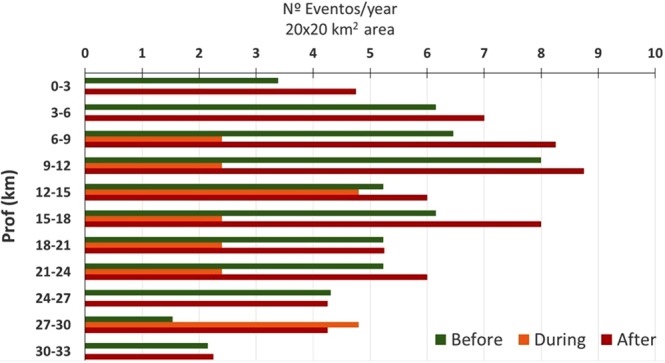 Nº Eventos/year
20x20 km² area
0 1 2 3 4 5 6 7 8 9 10
Prof (km)
0-3
3-6
6-9
9-12
12-15
15-18
18-21
21-24
24-27
27-30
30-33
Before During After